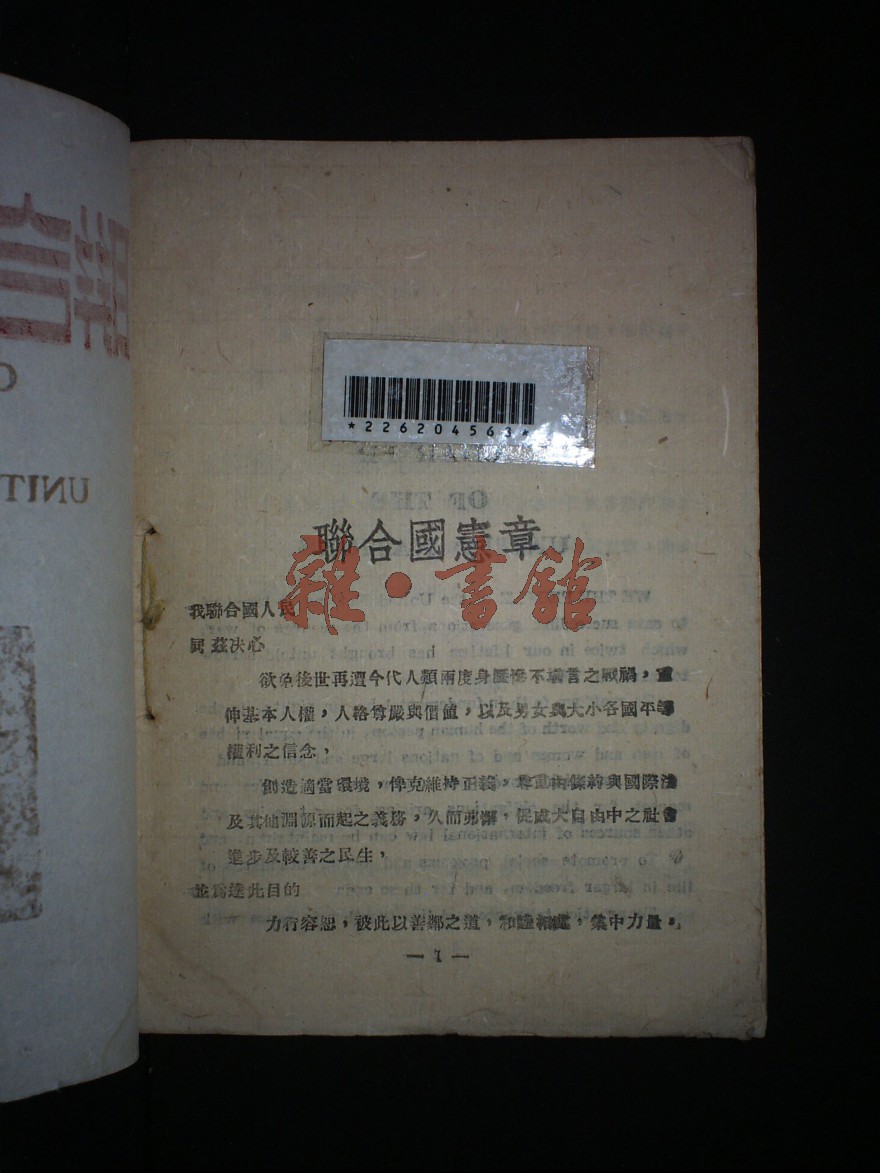 *226204563*
聯合國憲章
雜·書館
我聯合國人民
同茲决心
欲免後世再遭今代人類兩度身歷慘不堪言之戰禍，重
伸基本人權，人格尊嚴與價值，以及男女與大小各國平等
權利之信念，
創造適當環境，俾克維持正義，尊重由條約與國際法
及其他淵源而起之義務，久而弗懈，促成大自由中之社會
進步及較善之民生，
並爲達此目的
力行容恕，彼此以善鄰之道，和睦相處，集中力量，
— 1 —
UNIT